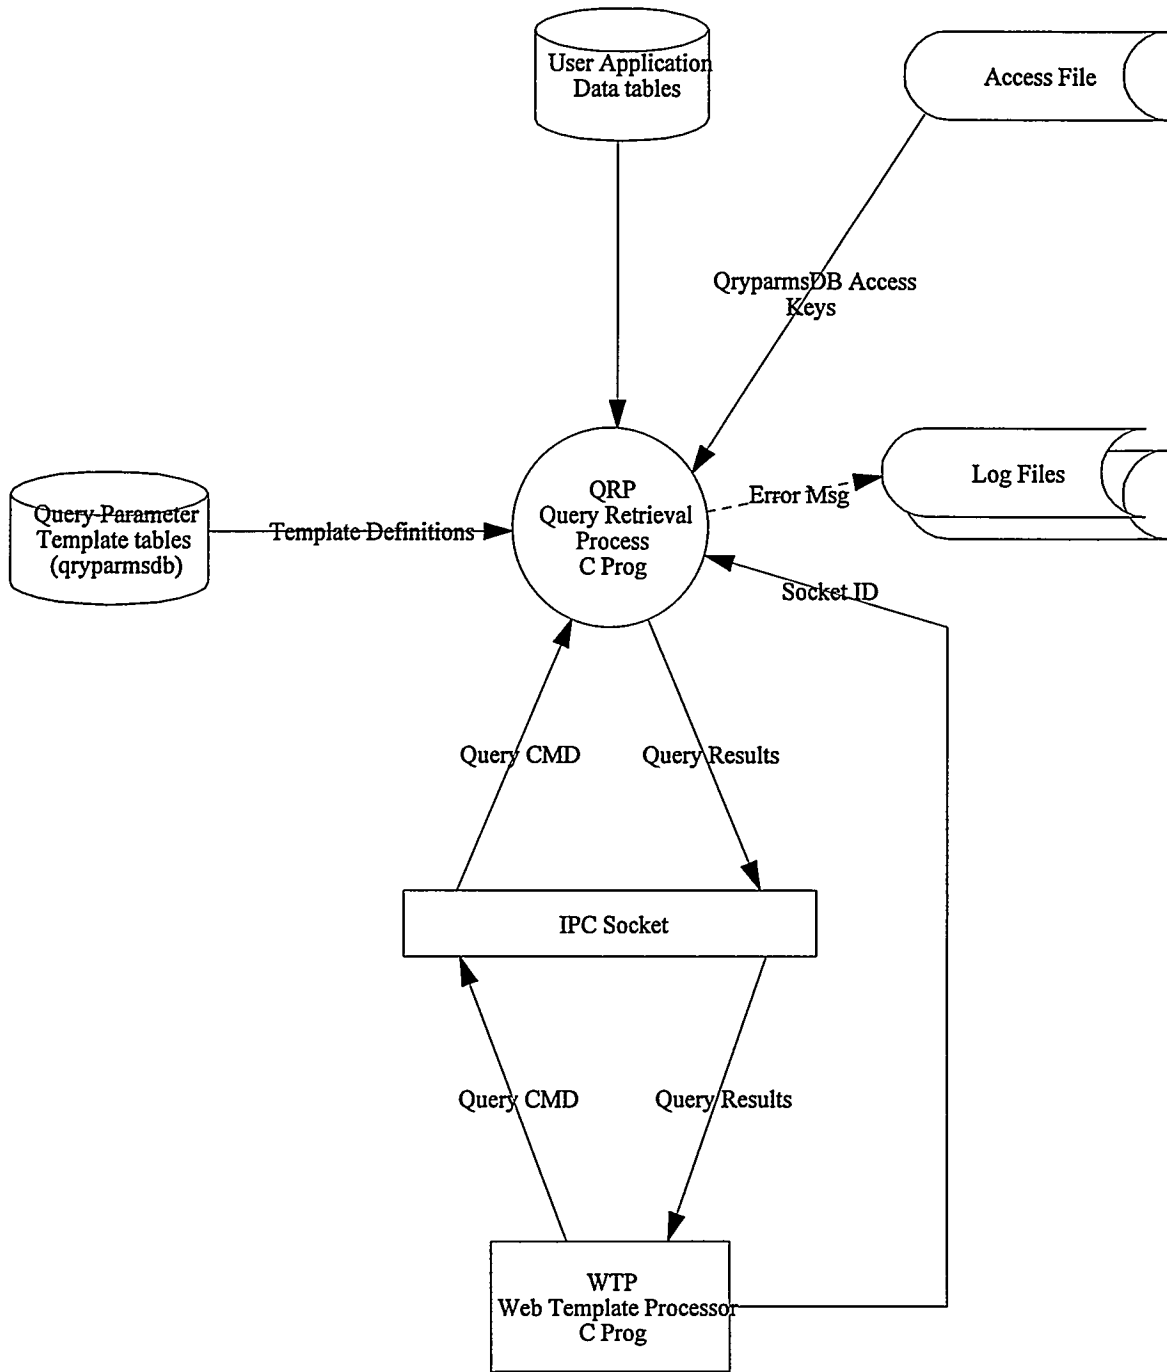 User Application
Data tables
Access File
QryparmsDB Access
Keys
QRP
Query Retrieval
Process
C Prog
Error Msg
Log Files
Query-Parameter
Template tables
(qryparmsdb)
Template Definitions
Socket ID
Query CMD
Query Results
IPC Socket
Query CMD
Query Results
WTP
Web Template Processor
C Prog